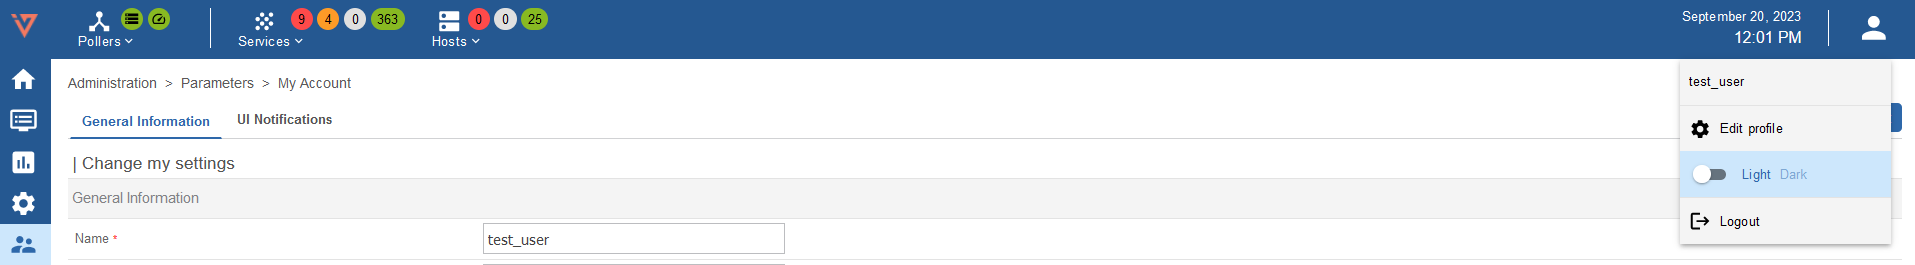 9 4 0 363
0 0 25
Pollers
Services
Hosts
September 20, 2023
12:01 PM
Administration > Parameters > My Account
test_user
General Information
UI Notifications
Edit profile
| Change my settings
Light Dark
General Information
Logout
Name *
test_user